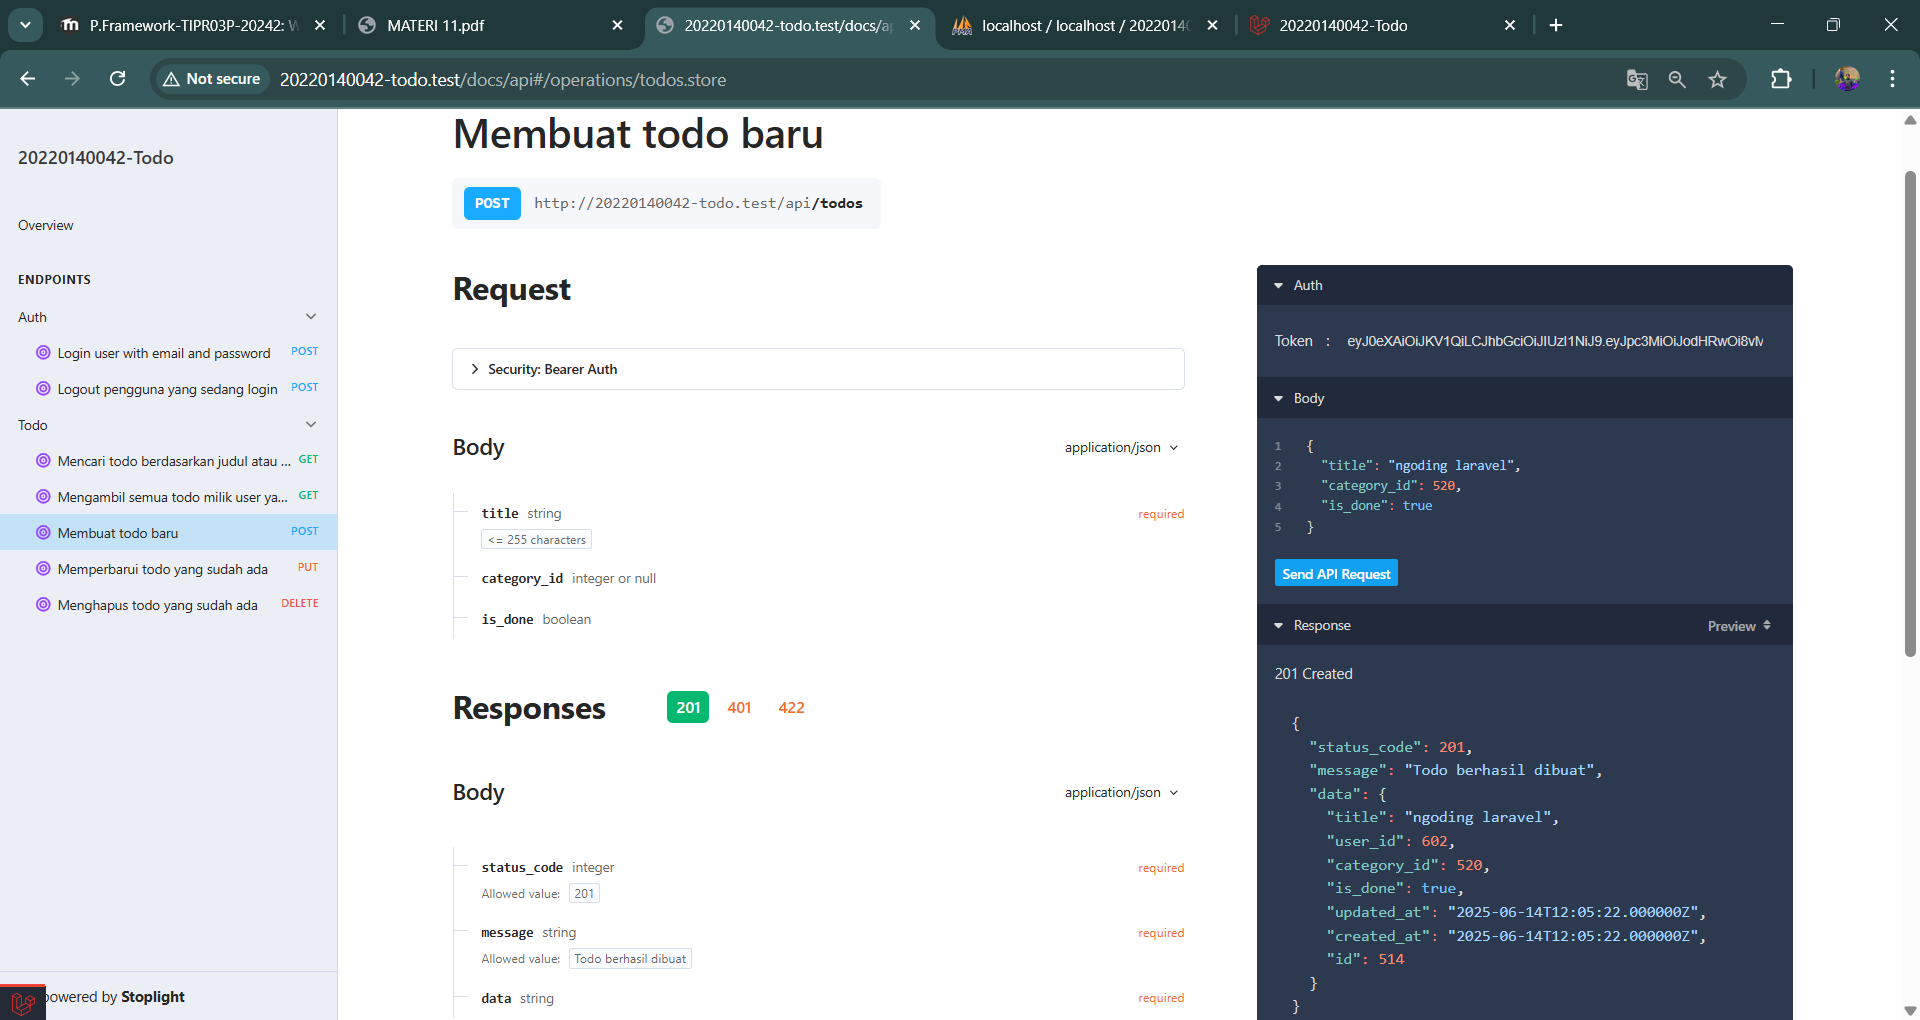 P.Framework-TIPR03P-20242: W
MATERI 11.pdf
20220140042-todo.test/docs/ap
localhost / localhost / 20220140
20220140042-Todo
Not secure
20220140042-todo.test/docs/api#/operations/todos.store
20220140042-Todo
Overview
ENDPOINTS
Auth
Login user with email and password POST
Logout pengguna yang sedang login POST
Todo
Mencari todo berdasarkan judul atau ... GET
Mengambil semua todo milik user ya... GET
Membuat todo baru POST
Memperbarui todo yang sudah ada PUT
Menghapus todo yang sudah ada DELETE
powered by Stoplight
Membuat todo baru
POST http://20220140042-todo.test/api/todos
Request
Security: Bearer Auth
Body application/json
title string required
<= 255 characters
category_id integer or null
is_done boolean
Responses 201 401 422
Body application/json
status_code integer required
Allowed value: 201
message string required
Allowed value: Todo berhasil dibuat
data string required
Auth
Token : eyJ0eXAiOiJKV1QiLCJhbGciOiJIUzI1NiJ9.eyJpc3MiOiJodHRwOi8vM
Body
1 {
2 "title": "ngoding laravel",
3 "category_id": 520,
4 "is_done": true
5 }
Send API Request
Response Preview
201 Created
{
"status_code": 201,
"message": "Todo berhasil dibuat",
"data": {
"title": "ngoding laravel",
"user_id": 602,
"category_id": 520,
"is_done": true,
"updated_at": "2025-06-14T12:05:22.000000Z",
"created_at": "2025-06-14T12:05:22.000000Z",
"id": 514
}
}